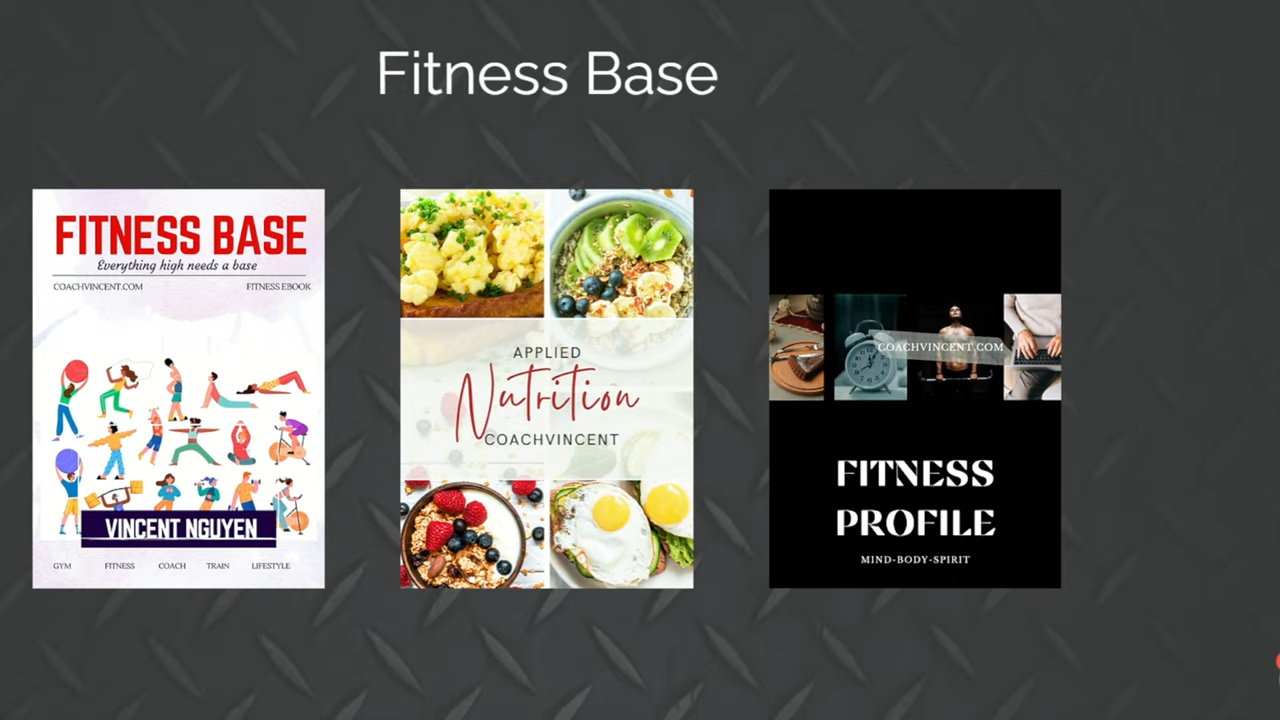 Fitness Base
FITNESS BASE
Everything high needs a base
COACHVINCENT.COM FITNESS EBOOK
VINCENT NGUYEN
GYM FITNESS COACH TRAIN LIFESTYLE
APPLIED
Nutrition
COACHVINCENT
COACHVINCENT.COM
FITNESS
PROFILE
MIND-BODY-SPIRIT